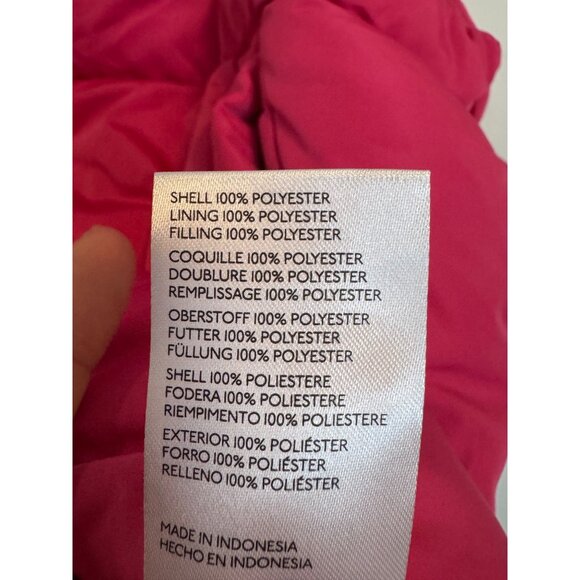 SHELL 100% POLYESTER
LINING 100% POLYESTER
FILLING 100% POLYESTER
COQUILLE 100% POLYESTER
DOUBLURE 100% POLYESTER
REMPLISSAGE 100% POLYESTER
OBERSTOFF 100% POLYESTER
FUTTER 100% POLYESTER
FÜLLUNG 100% POLYESTER
SHELL 100% POLIESTERE
FODERA 100% POLIESTERE
RIEMPIMENTO 100% POLIESTERE
EXTERIOR 100% POLIÉSTER
FORRO 100% POLIÉSTER
RELLENO 100% POLIÉSTER
MADE IN INDONESIA
HECHO EN INDONESIA